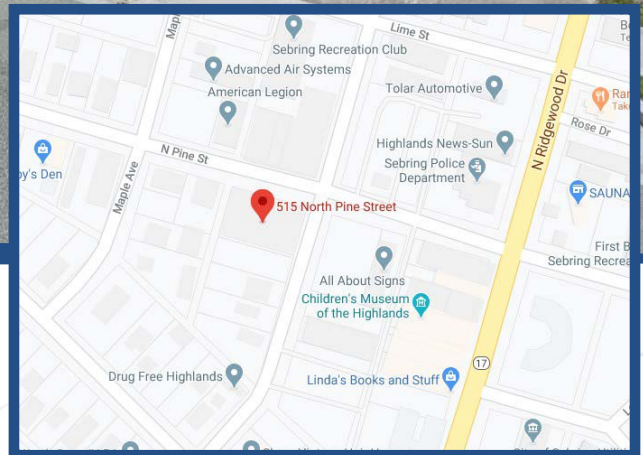 Lime St
Sebring Recreation Club
Advanced Air Systems
American Legion
Tolar Automotive
N Ridgewood Dr
Rose Dr
N Pine St
Highlands News-Sun
Sebring Police
Department
Maple Ave
515 North Pine Street
SAUNA
First B
Sebring Recrea
All About Signs
Children's Museum
of the Highlands
17
Drug Free Highlands
Linda's Books and Stuff